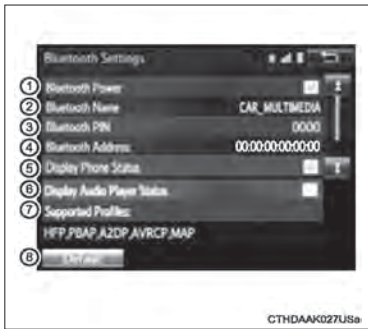 Bluetooth Settings
① Bluetooth Power
② Bluetooth Name CAR_MULTIMEDIA
③ Bluetooth PIN 0000
④ Bluetooth Address 00:00:00:00:00:00
⑤ Display Phone Status
⑥ Display Audio Player Status
⑦ Supported Profiles:
HFP,PBAP,A2DP,AVRCP,MAP
⑧ Default
CTHDAAK027USa